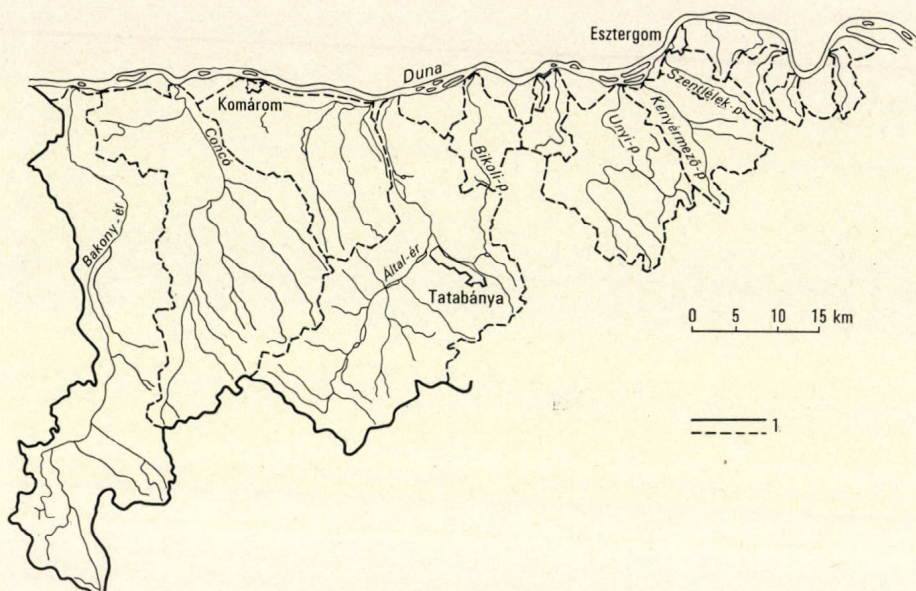 Esztergom
Duna
Komárom
Szentlélek-p
Kenyérmező-p
Unyi-p
Concó
Bikoli-p
Bakony-ér
Által-ér
Tatabánya
0 5 10 15 km
1